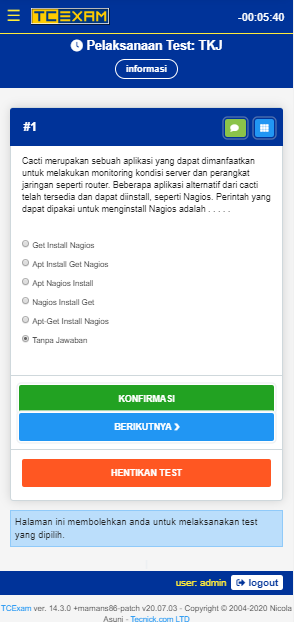 TCEXAM
-00:05:40
Pelaksanaan Test: TKJ
informasi
#1
Cacti merupakan sebuah aplikasi yang dapat dimanfaatkan
untuk melakukan monitoring kondisi server dan perangkat
jaringan seperti router. Beberapa aplikasi alternatif dari cacti
telah tersedia dan dapat diinstall, seperti Nagios. Perintah yang
dapat dipakai untuk menginstall Nagios adalah . . . . .
Get Install Nagios
Apt Install Get Nagios
Apt Nagios Install
Nagios Install Get
Apt-Get Install Nagios
Tanpa Jawaban
KONFIRMASI
BERIKUTNYA
HENTIKAN TEST
Halaman ini membolehkan anda untuk melaksanakan test
yang dipilih.
user: admin
logout
TCExam ver. 14.3.0 +mamans86-patch v20.07.03 - Copyright © 2004-2020 Nicola
Asuni - Tecnick.com LTD